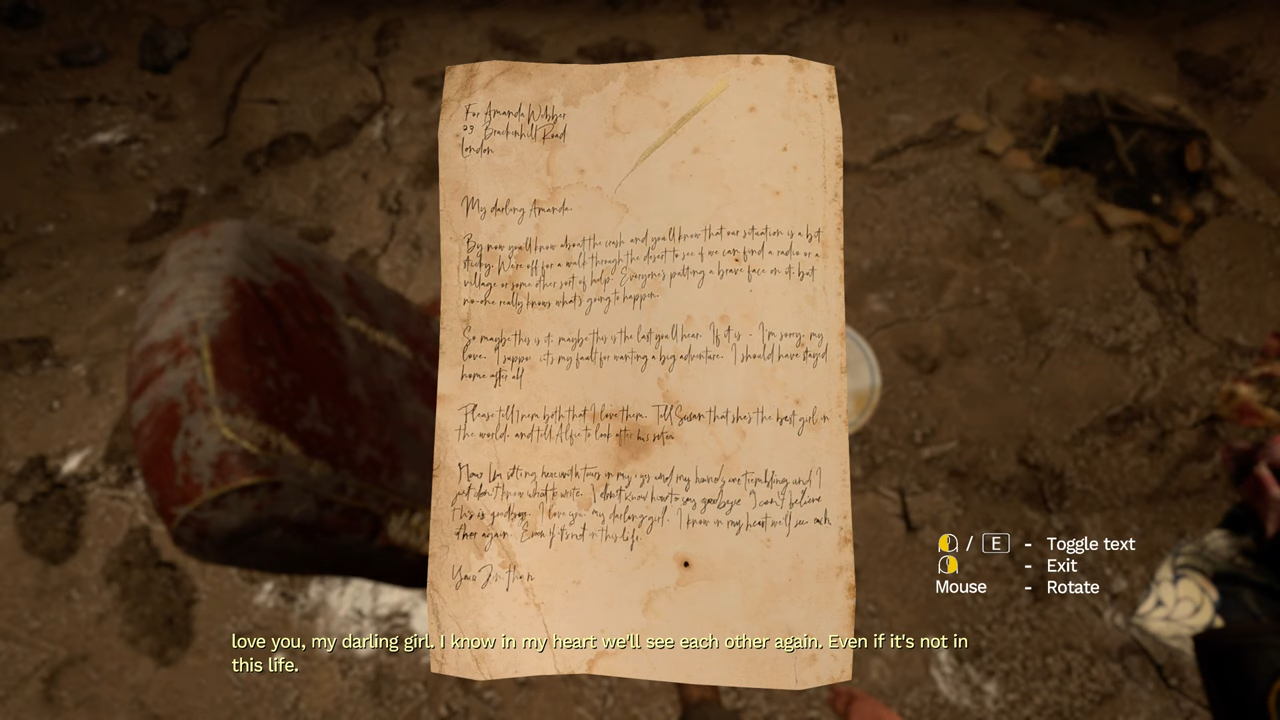 For Amanda Webber
23 Brackenhill Road
London
My darling Amanda,
By now you'll know about the crash and you'll know that our situation is a bit
sticky. We're off for a walk through the desert to see if we can find a radio or a
village or some other sort of help. Everyone's putting a brave face on it, but
no-one really knows what's going to happen.
So maybe this is it, maybe this is the last you'll hear. If it is - I'm sorry, my
love. I it's my fault for wanting a big adventure. I should have stayed
home after all
Please tell them both that I love them. Tell Susan that she's the best girl in
the world, and tell Alfie to look after his sister.
Now I'm sitting here with tears in my eyes and my hands are trembling and I
just don't know what to write. I don't know how to say goodbye. I can't believe
this is goodbye. I love you, my darling girl. I know in my heart we'll see each
other again. Even if it's not in this life.
love you, my darling girl. I know in my heart we'll see each other again. Even if it's not in
this life.
/ E - Toggle text
- Exit
Mouse - Rotate